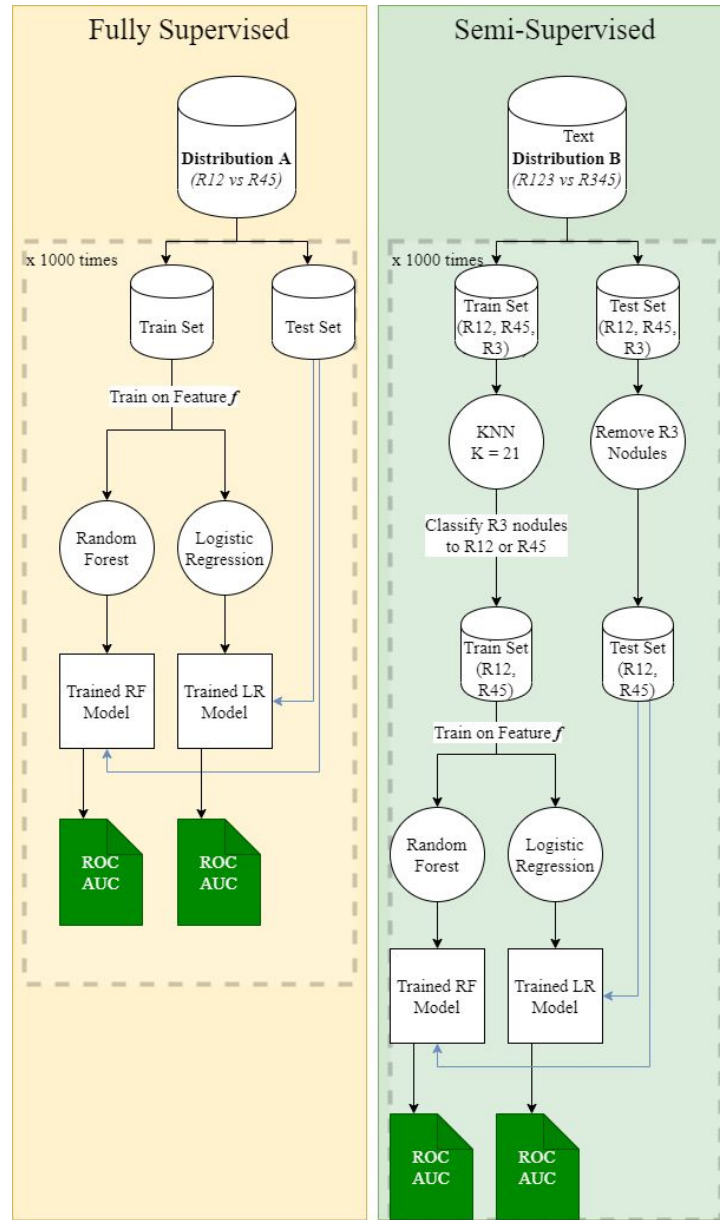 Fully Supervised
Distribution A
(R12 vs R45)
x 1000 times
Train Set
Test Set
Train on Feature f
Random
Forest
Logistic
Regression
Trained RF
Model
Trained LR
Model
ROC
AUC
ROC
AUC
Semi-Supervised
Text
Distribution B
(R123 vs R345)
x 1000 times
Train Set
(R12, R45,
R3)
Test Set
(R12, R45,
R3)
KNN
K = 21
Remove R3
Nodules
Classify R3 nodules
to R12 or R45
Train Set
(R12,
R45)
Test Set
(R12,
R45)
Train on Feature f
Random
Forest
Logistic
Regression
Trained RF
Model
Trained LR
Model
ROC
AUC
ROC
AUC